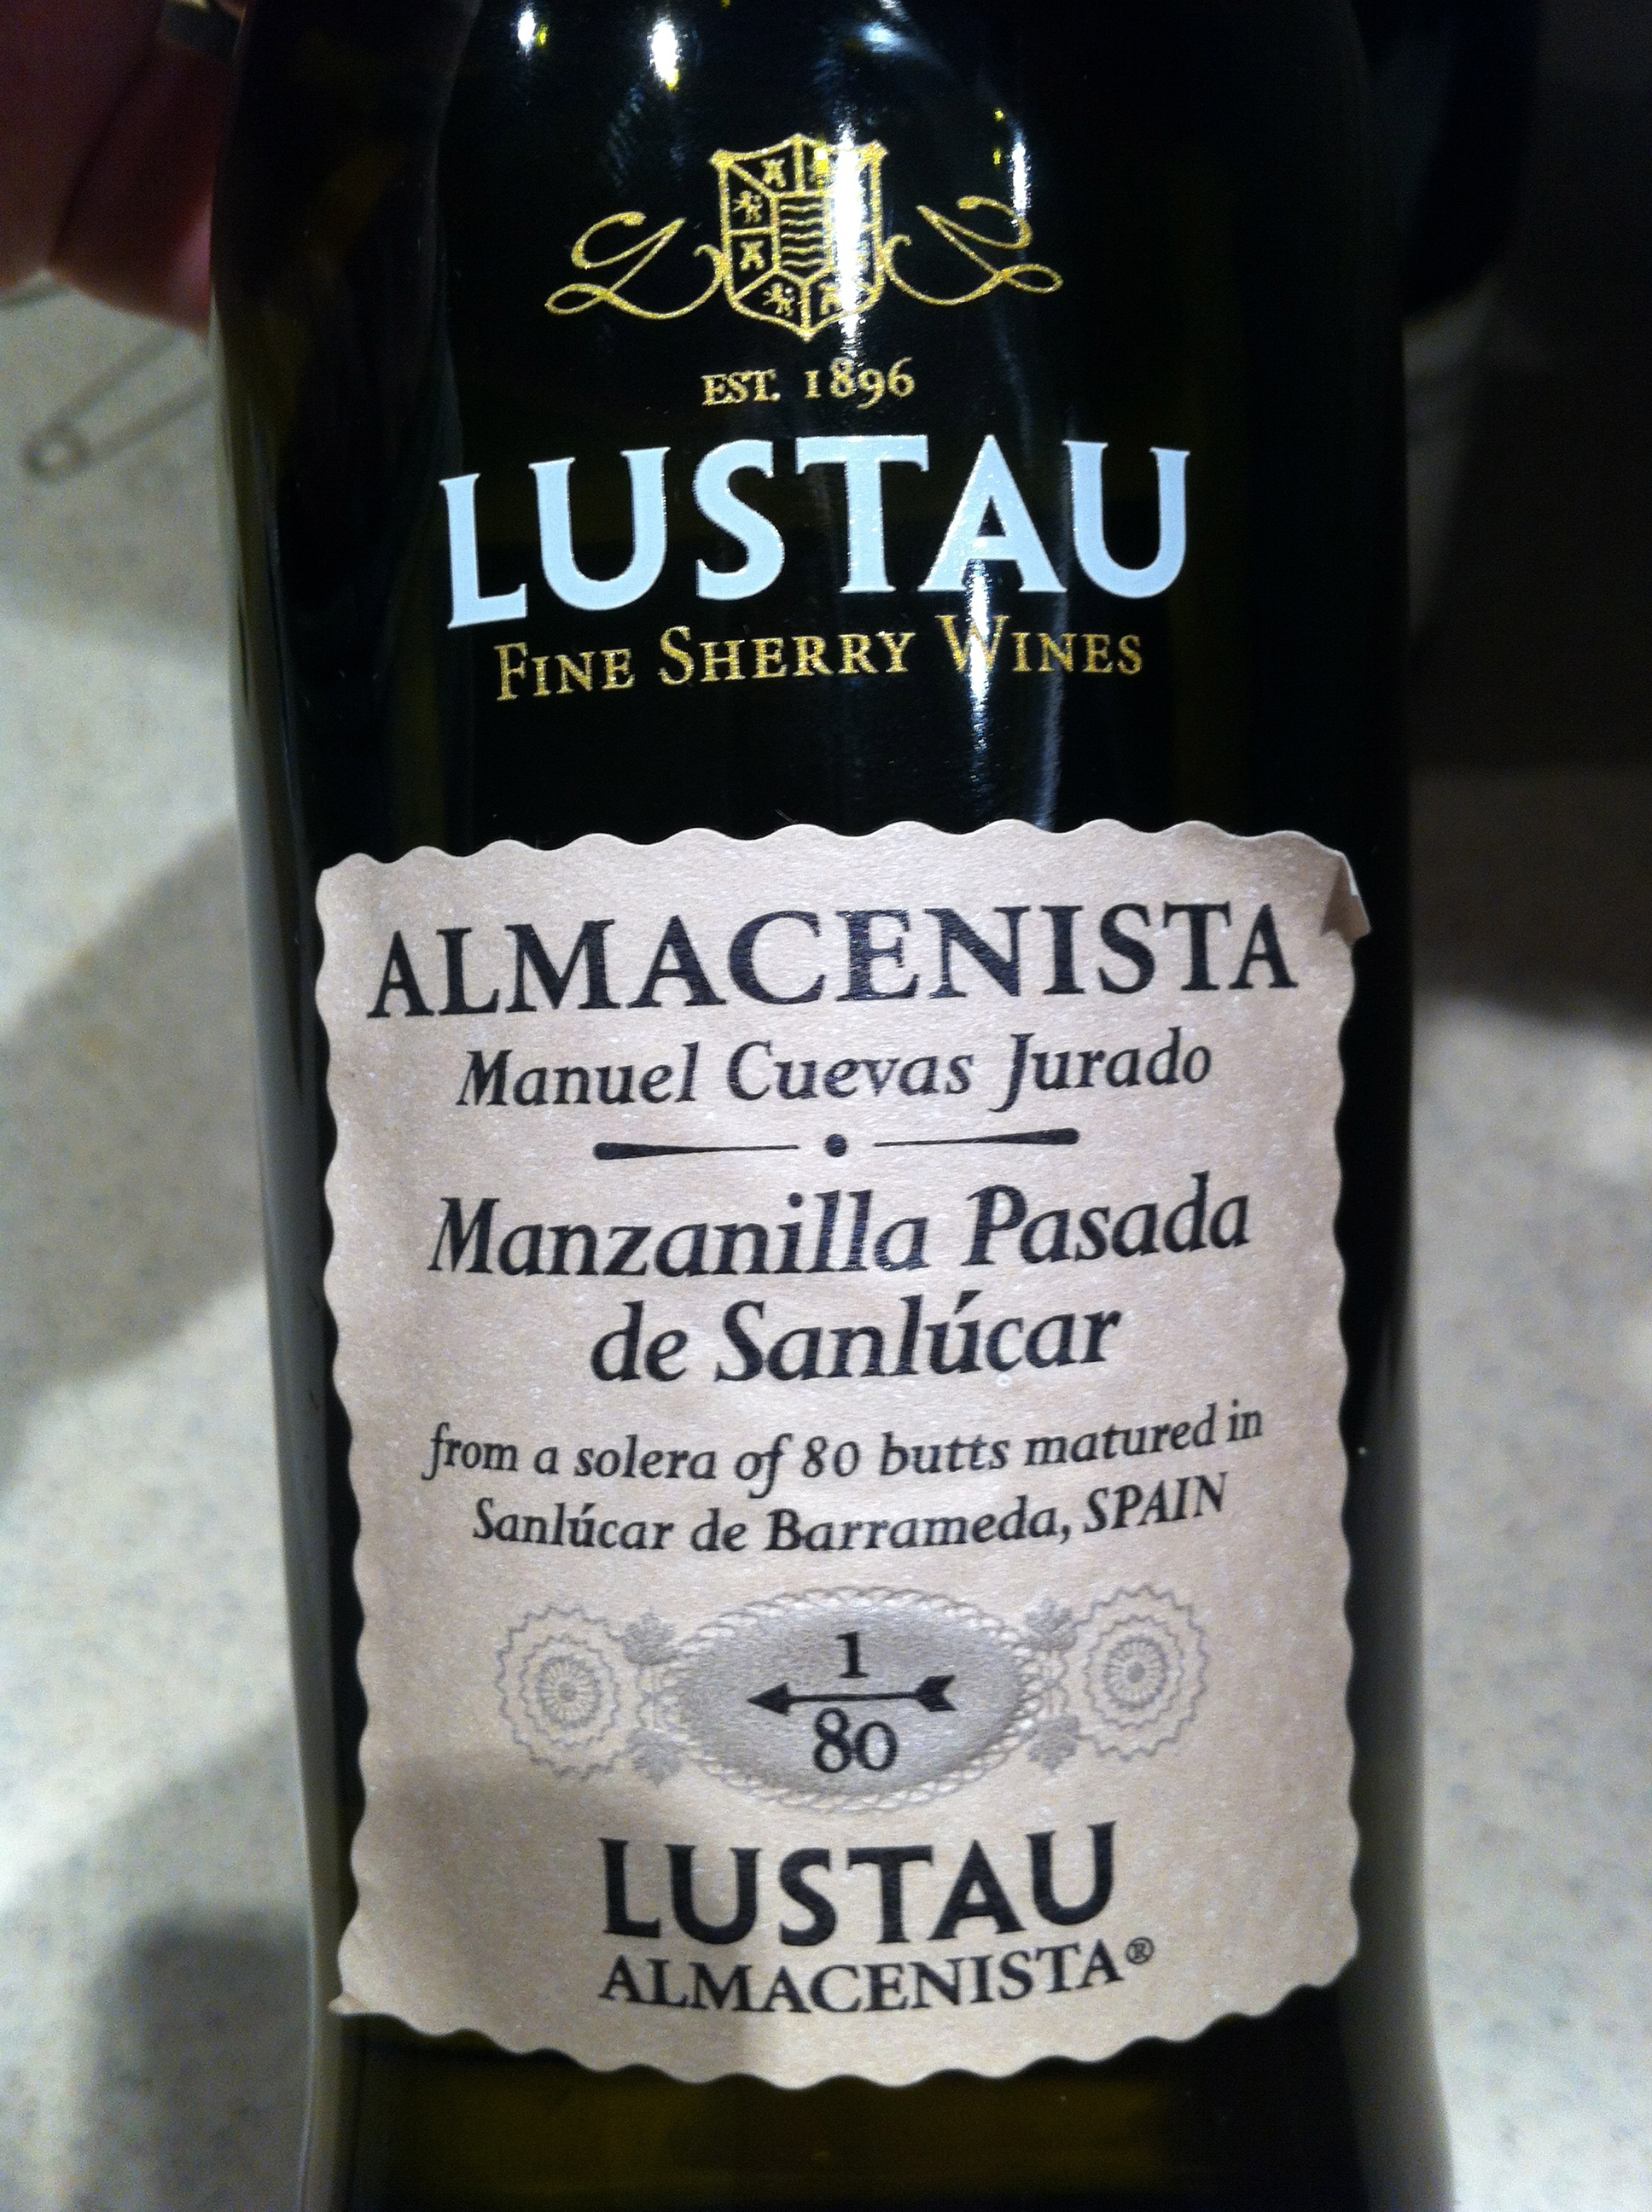 EST. 1896
LUSTAU
FINE SHERRY WINES
ALMACENISTA
Manuel Cuevas Jurado
Manzanilla Pasada
de Sanlúcar
from a solera of 80 butts matured in
Sanlúcar de Barrameda, SPAIN
1
80
LUSTAU
ALMACENISTA®